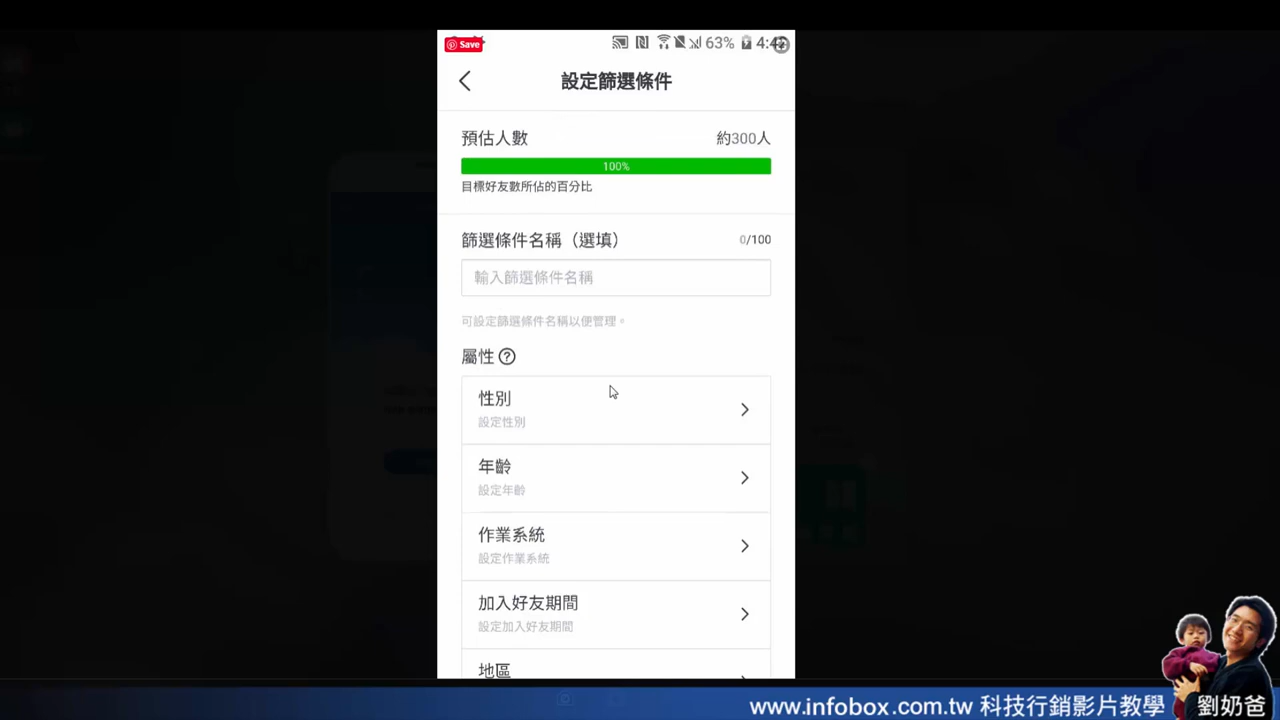 Save
63%
設定篩選條件
預估人數
約300人
100%
目標好友數所佔的百分比
篩選條件名稱（選填）
0/100
輸入篩選條件名稱
可設定篩選條件名稱以便管理。
屬性
性別
設定性別
年齡
設定年齡
作業系統
設定作業系統
加入好友期間
設定加入好友期間
地區
www.infobox.com.tw 科技行銷影片教學
劉奶爸